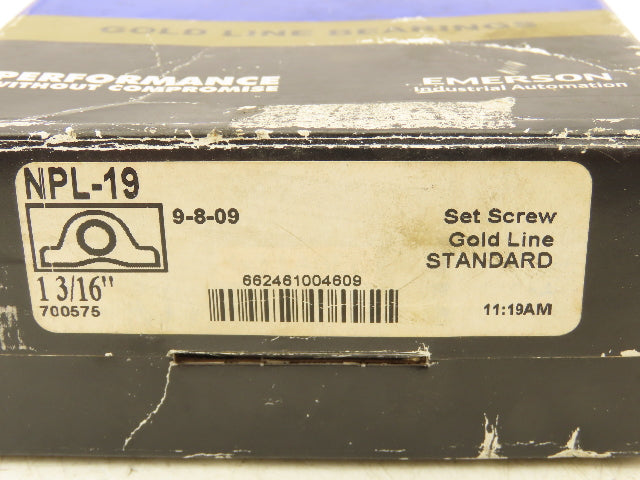 GOLD LINE BEARINGS
PERFORMANCE
WITHOUT COMPROMISE
EMERSON
Industrial Automation
NPL-19
9-8-09
Set Screw
Gold Line
STANDARD
1 3/16"
662461004609
700575
11:19AM